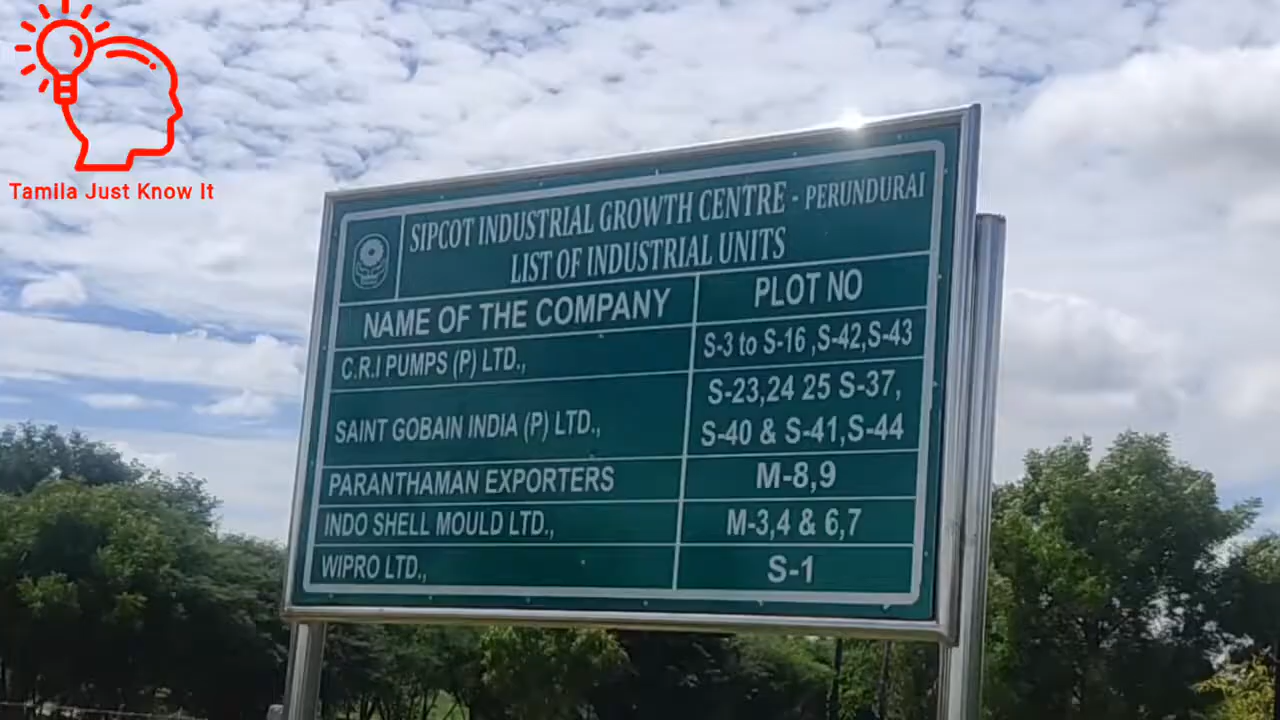 Tamila Just Know It
SIPCOT INDUSTRIAL GROWTH CENTRE - PERUNDURAI
LIST OF INDUSTRIAL UNITS
NAME OF THE COMPANY PLOT NO
C.R.I PUMPS (P) LTD., S-3 to S-16 ,S-42,S-43
SAINT GOBAIN INDIA (P) LTD., S-23,24 25 S-37,
S-40 & S-41,S-44
PARANTHAMAN EXPORTERS M-8,9
INDO SHELL MOULD LTD., M-3,4 & 6,7
WIPRO LTD., S-1